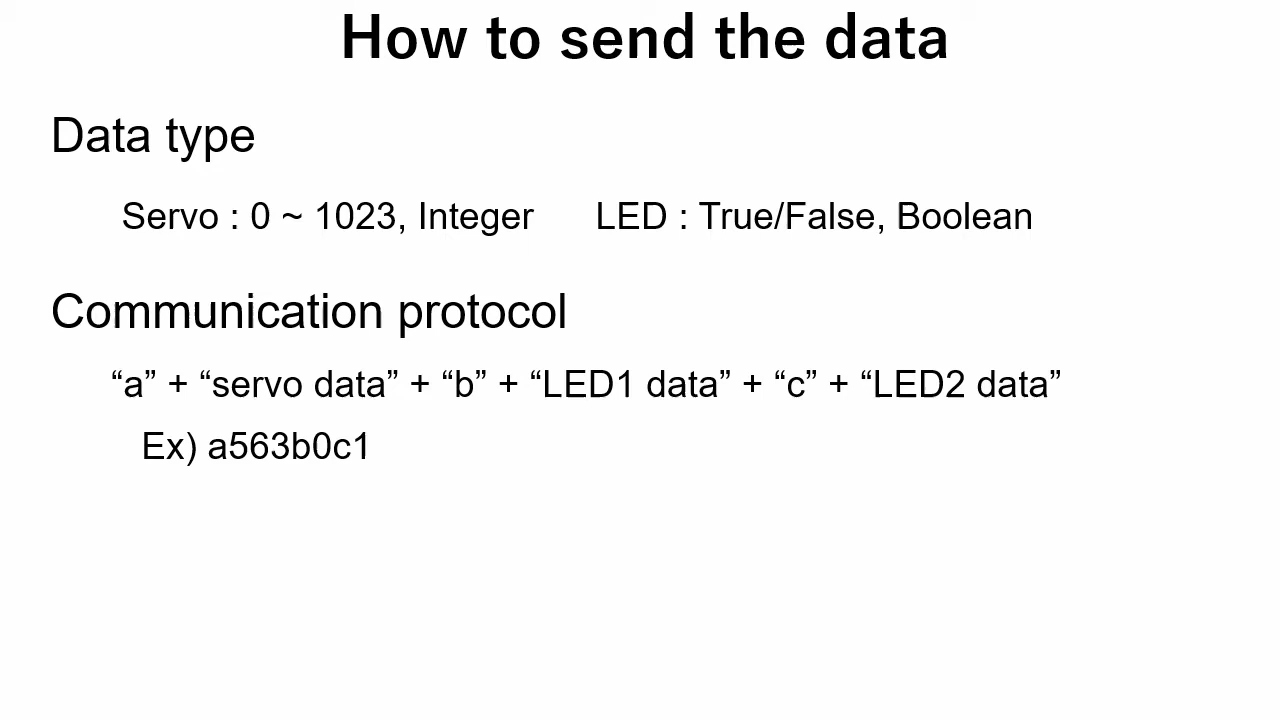 How to send the data
Data type
Servo : 0 ~ 1023, Integer LED : True/False, Boolean
Communication protocol
“a” + “servo data” + “b” + “LED1 data” + “c” + “LED2 data”
Ex) a563b0c1